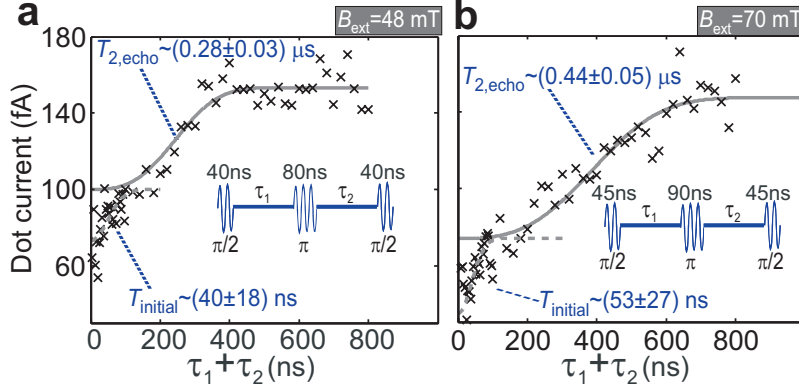 a
B_ext=48 mT
180
140
100
60
Dot current (fA)
T_2,echo~(0.28±0.03) μs
40ns 80ns 40ns
τ_1 τ_2
π/2 π π/2
T_initial~(40±18) ns
0 200 400 600 800
τ_1+τ_2(ns)
b
B_ext=70 mT
T_2,echo~(0.44±0.05) μs
45ns 90ns 45ns
τ_1 τ_2
π/2 π π/2
T_initial~(53±27) ns
0 200 400 600 800
τ_1+τ_2(ns)